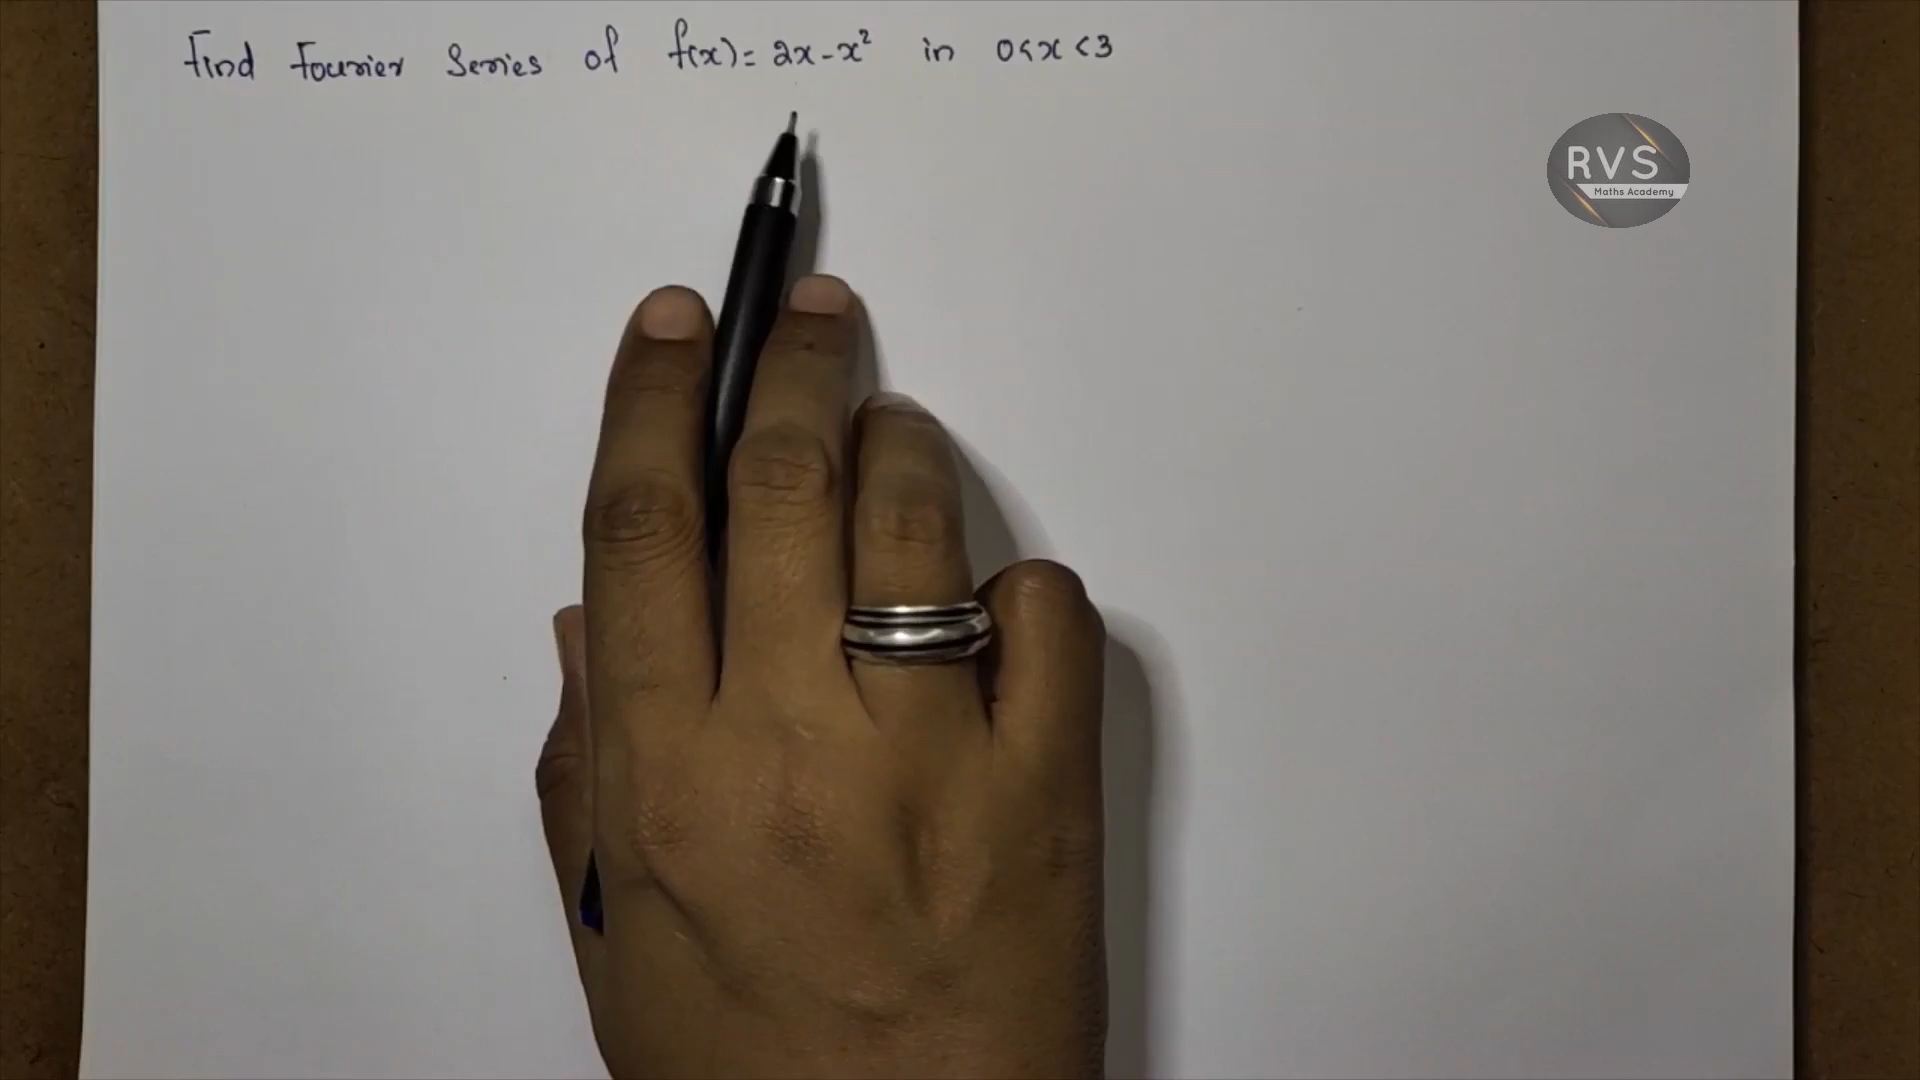 Find Fourier Series of f(x) = 2x - x² in 0 < x < 3
RVS
Maths Academy